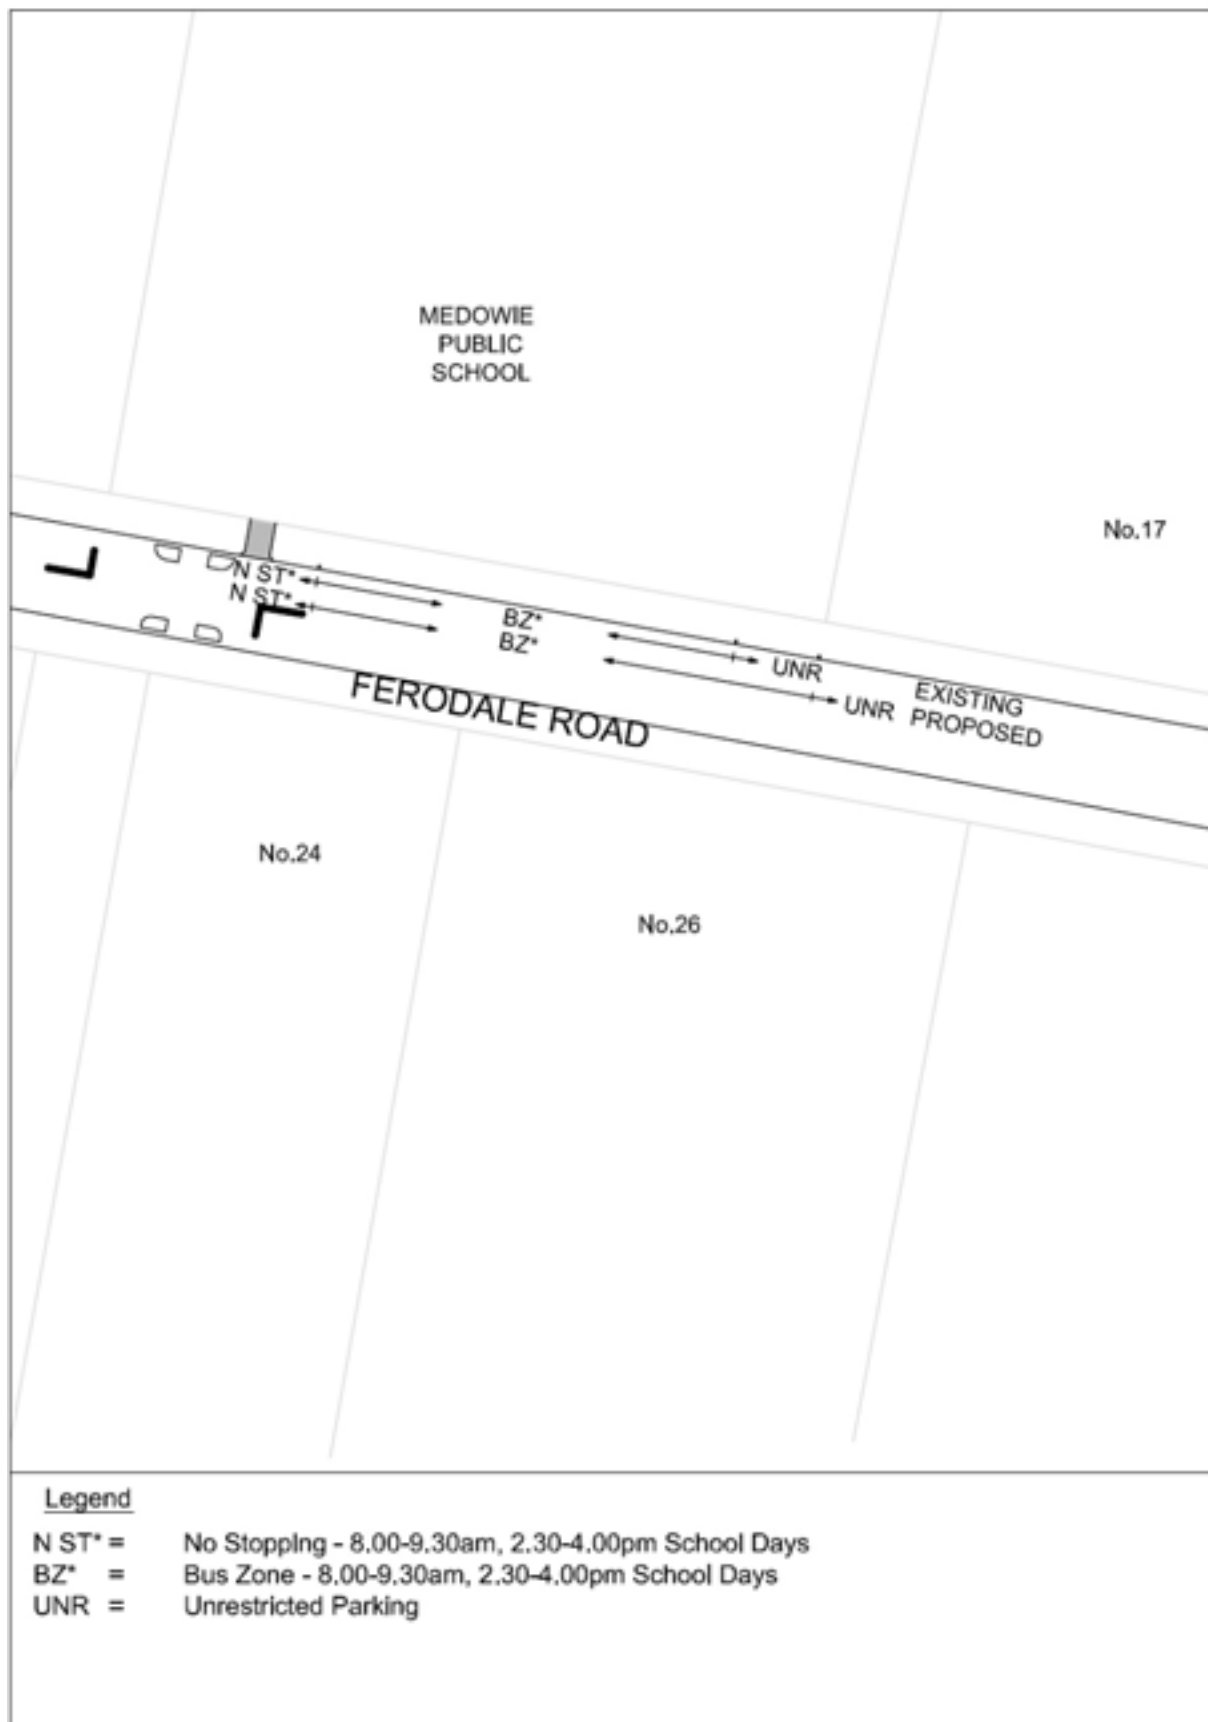 MEDOWIE
PUBLIC
SCHOOL
No.17
N ST*
N ST*
BZ*
BZ*
UNR
UNR
EXISTING
PROPOSED
FERODALE ROAD
No.24
No.26
Legend
N ST* = No Stopping - 8.00-9.30am, 2.30-4.00pm School Days
BZ* = Bus Zone - 8.00-9.30am, 2.30-4.00pm School Days
UNR = Unrestricted Parking